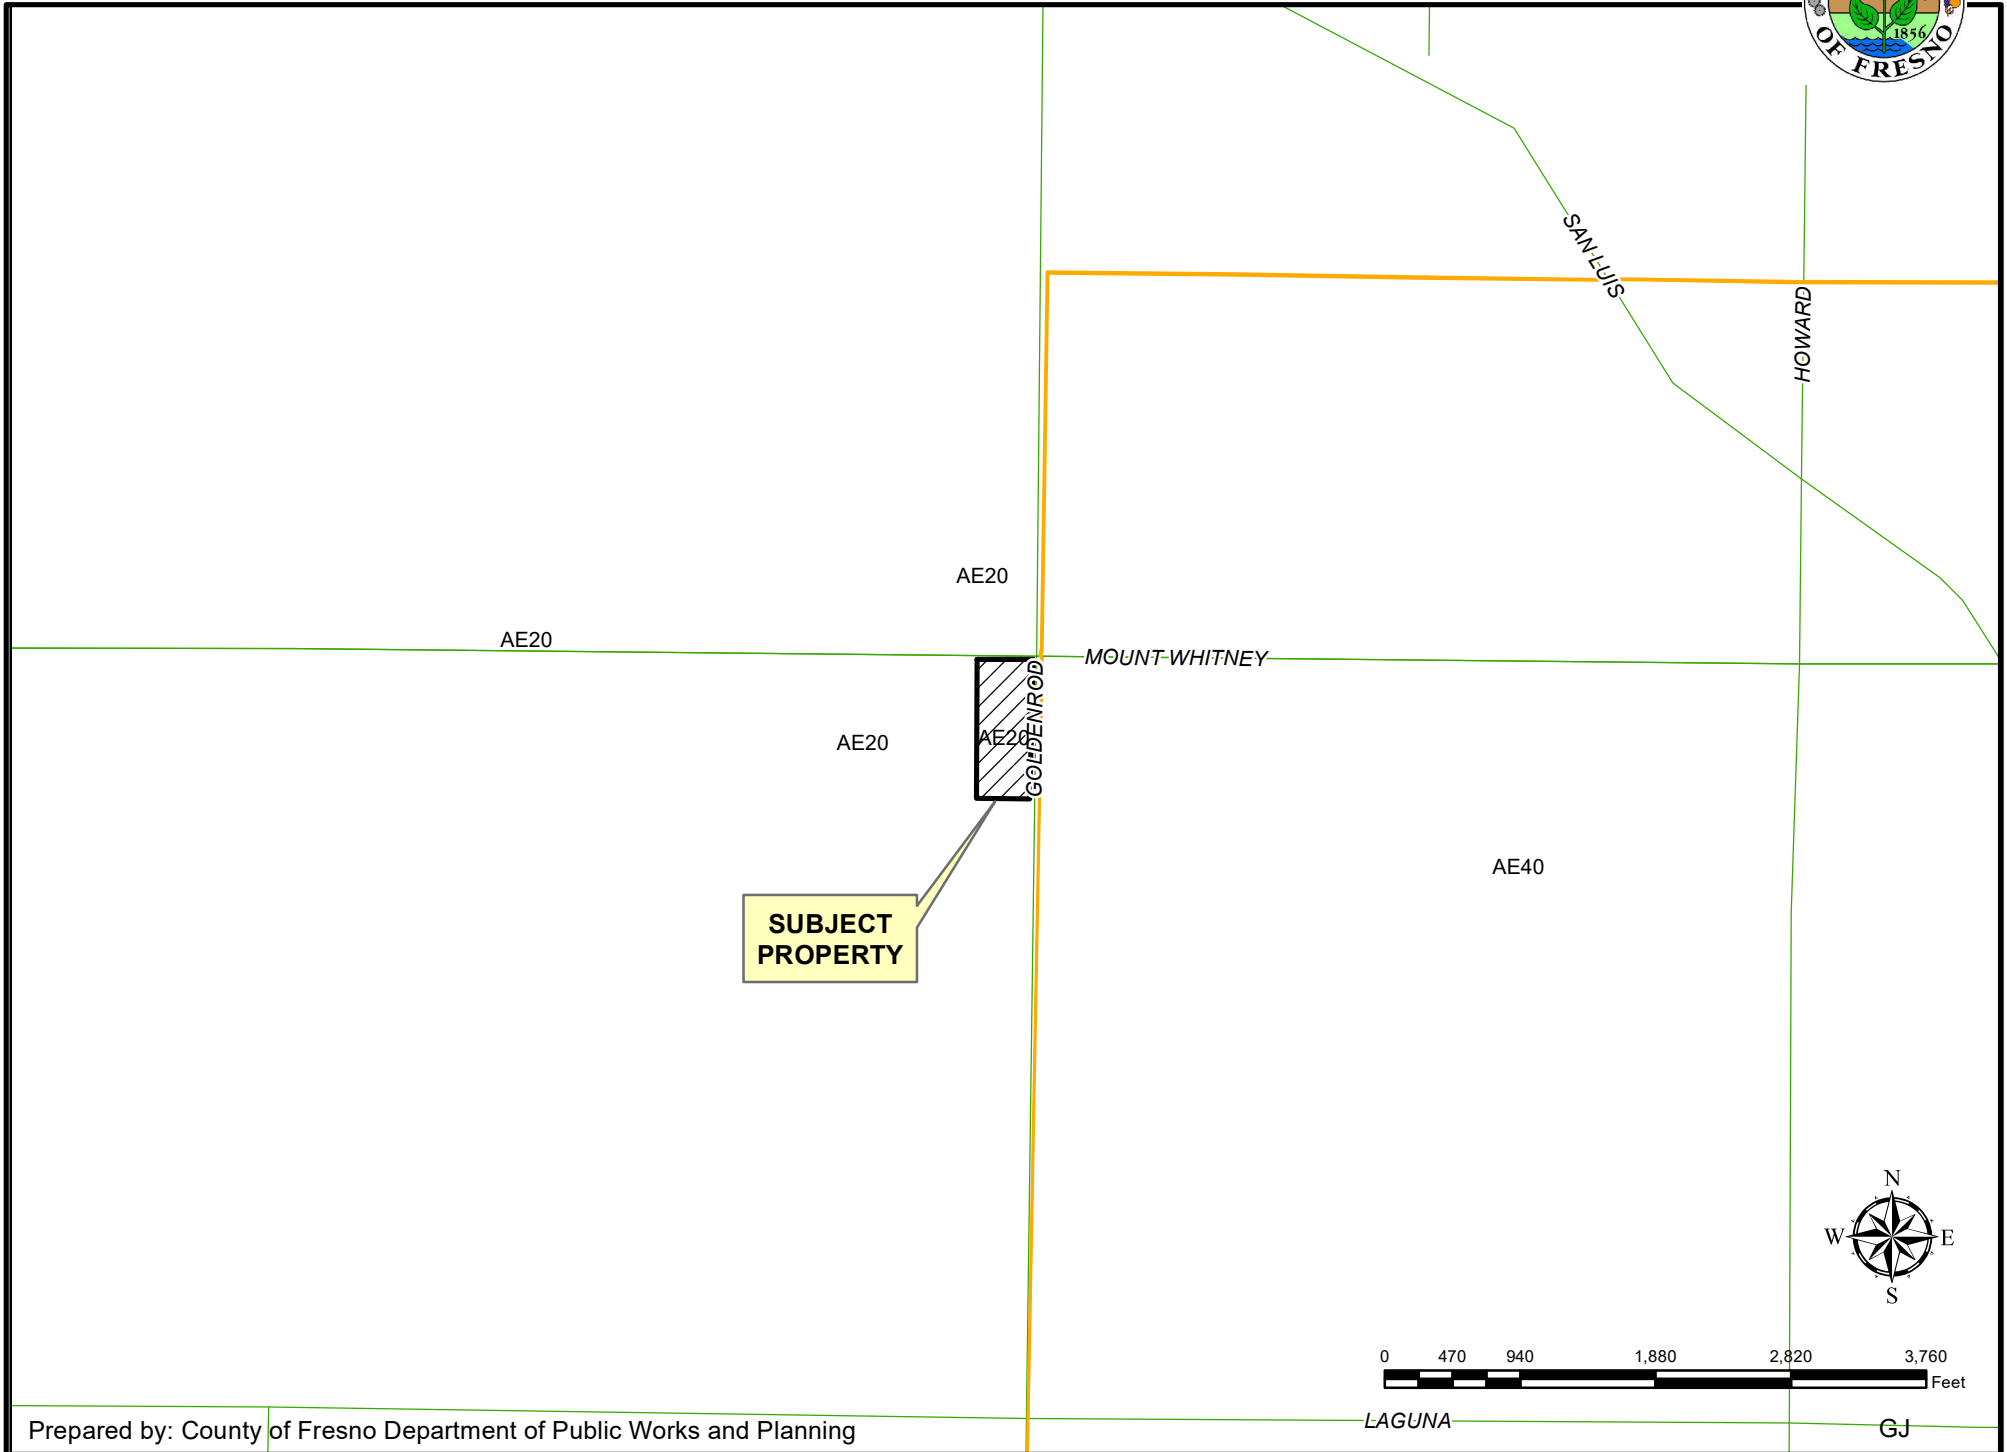 1856
OF FRESNO
SAN LUIS
HOWARD
AE20
AE20
MOUNT WHITNEY
GOLDENROD
AE20
AE20
AE40
SUBJECT
PROPERTY
N
W
E
S
0 470 940 1,880 2,820 3,760
Feet
LAGUNA
Prepared by: County of Fresno Department of Public Works and Planning
GJ